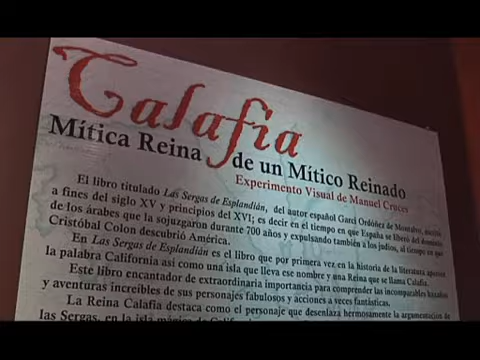 Calafia
Mítica Reina de un Mítico Reinado
Experimento Visual de Manuel Cruces
El libro titulado Las Sergas de Esplandián, del autor español Garci Ordóñez de Montalvo, escrito
a fines del siglo XV y principios del XVI; es decir en el tiempo en que España se liberó del dominio
de los árabes que la sojuzgaron durante 700 años y expulsando también a los judíos, al tiempo en que
Cristóbal Colon descubrió América.
En Las Sergas de Esplandián es el libro que por primera vez en la historia de la literatura aparece
la palabra California así como una isla que lleva ese nombre y una Reina que se llama Calafia.
Este libro encantador de extraordinaria importancia para comprender las incomparables hazañas
y aventuras increíbles de sus personajes fabulosos y acciones a veces fantásticas.
La Reina Calafia destaca como el personaje que desenlaza hermosamente la argumentación de
las Sergas, en la isla mágica de